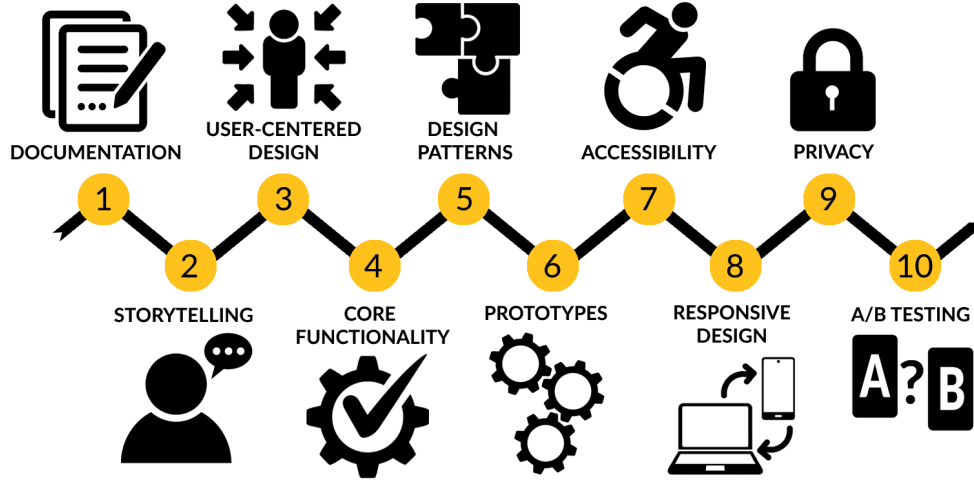 DOCUMENTATION
1
STORYTELLING
2
USER-CENTERED
DESIGN
3
CORE
FUNCTIONALITY
4
DESIGN
PATTERNS
5
PROTOTYPES
6
ACCESSIBILITY
7
RESPONSIVE
DESIGN
8
PRIVACY
9
A/B TESTING
10
A?B